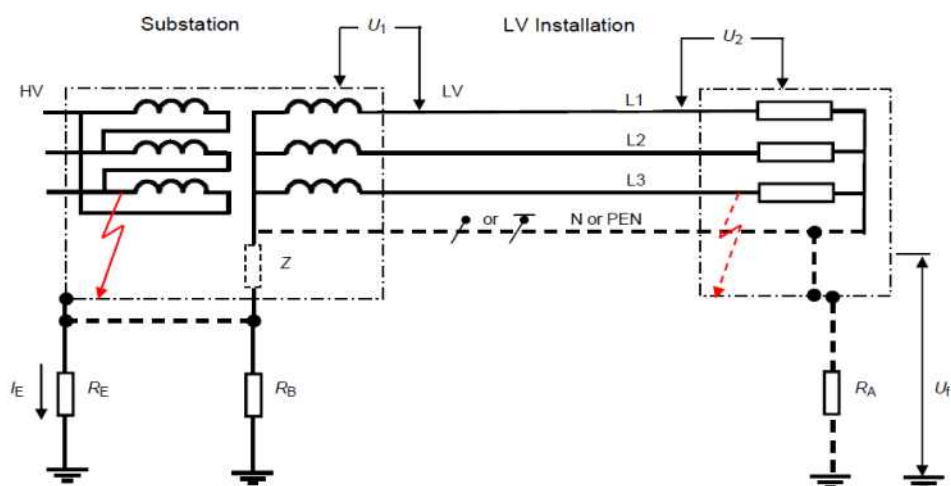 Substation
U1
LV Installation
U2
HV
LV
L1
L2
L3
or
N or PEN
Z
IE
RE
RB
RA
Uf